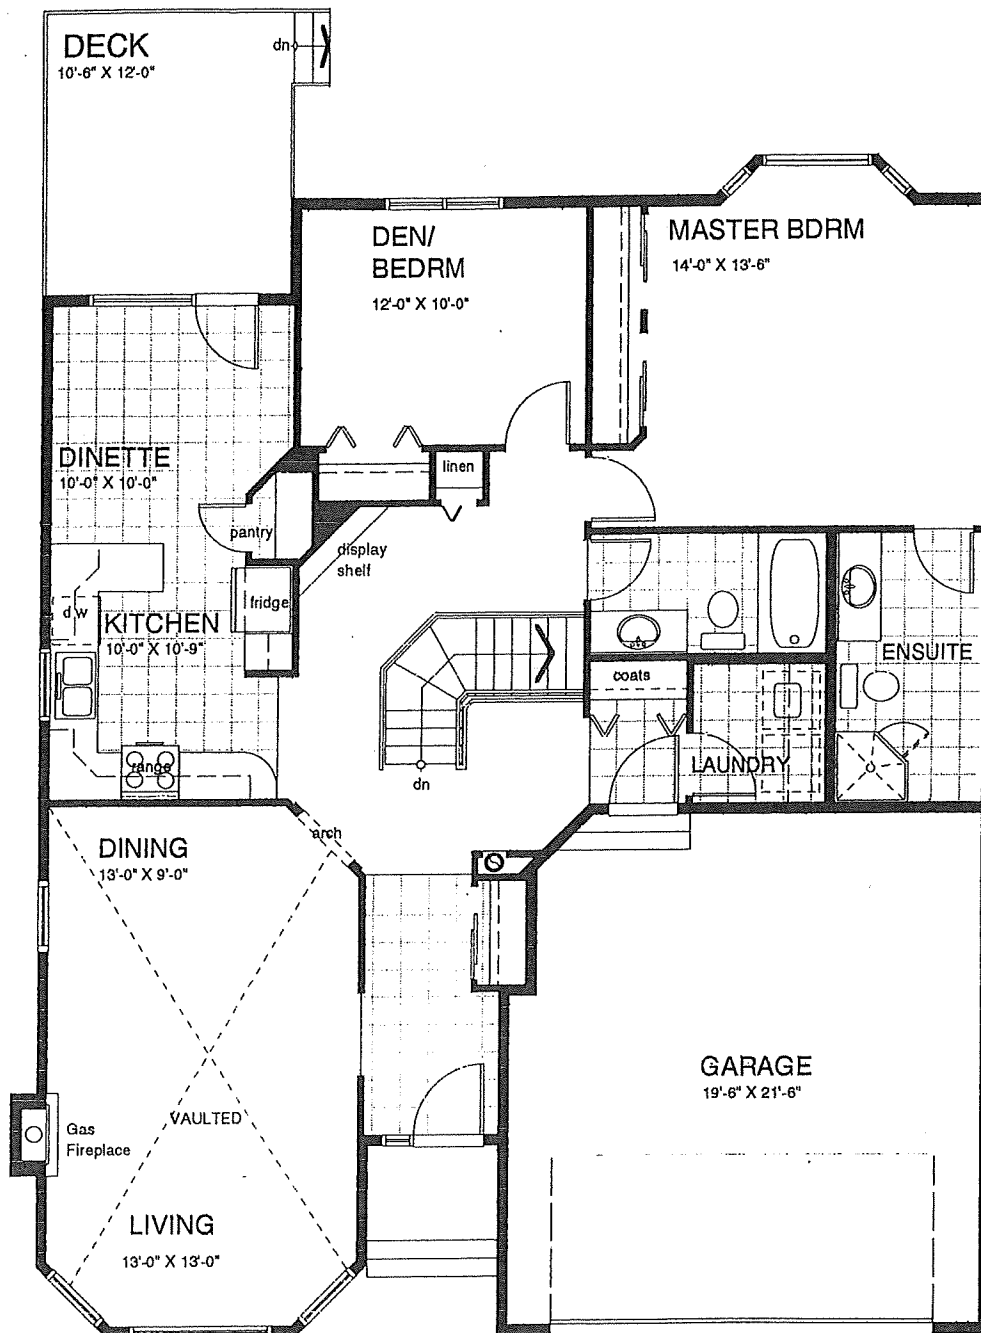 DECK
10'-6" X 12'-0"
dn
DEN/
BEDRM
12'-0" X 10'-0"
MASTER BDRM
14'-0" X 13'-6"
DINETTE
10'-0" X 10'-0"
linen
pantry
display
shelf
fridge
d w
KITCHEN
10'-0" X 10'-9"
range
coats
ENSUITE
LAUNDRY
dn
arch
DINING
13'-0" X 9'-0"
GARAGE
19'-6" X 21'-6"
VAULTED
Gas
Fireplace
LIVING
13'-0" X 13'-0"